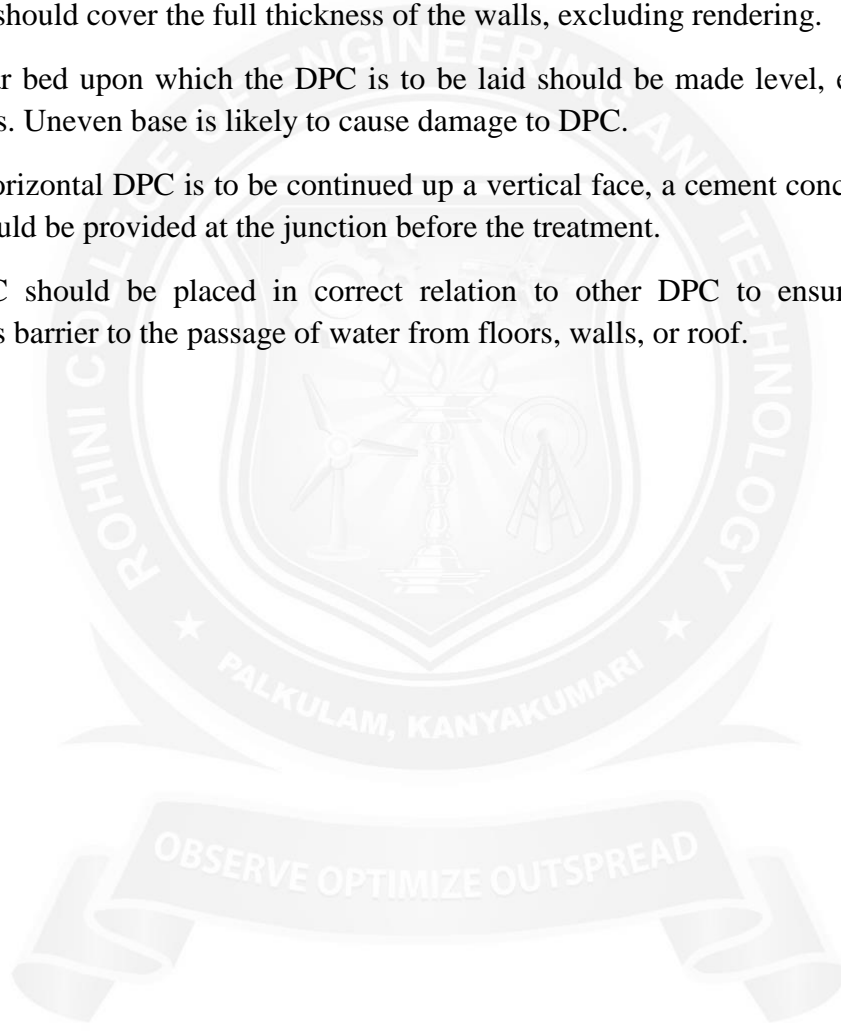 should cover the full thickness of the walls, excluding rendering.
r bed upon which the DPC is to be laid should be made level, e
s. Uneven base is likely to cause damage to DPC.
orizontal DPC is to be continued up a vertical face, a cement conc
uld be provided at the junction before the treatment.
C should be placed in correct relation to other DPC to ensur
s barrier to the passage of water from floors, walls, or roof.
ROHINI COLLEGE OF ENGINEERING AND TECHNOLOGY
PALKULAM, KANYAKUMARI
OBSERVE OPTIMIZE OUTSPREAD